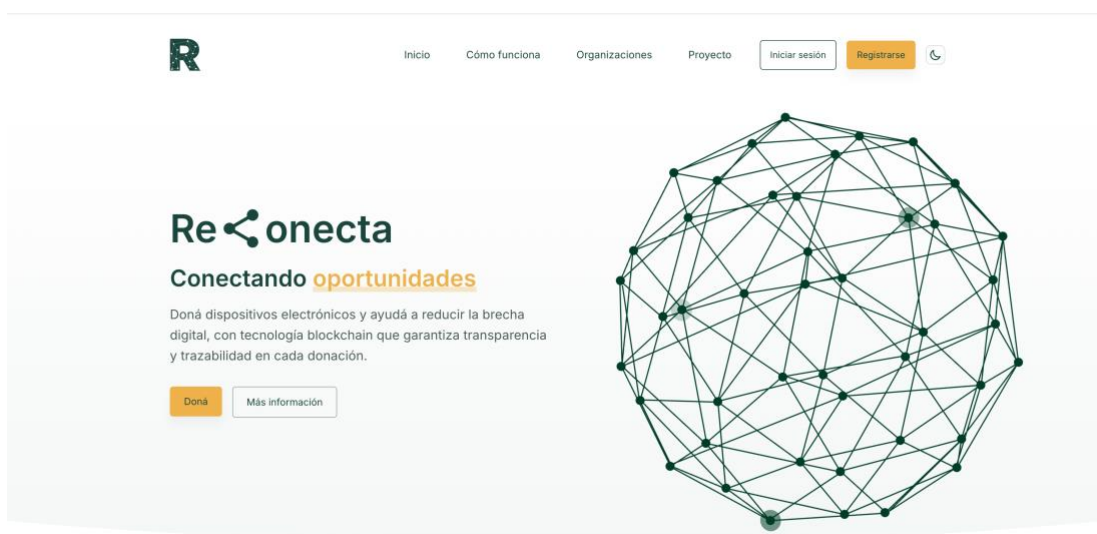 R
Inicio Cómo funciona Organizaciones Proyecto Iniciar sesión Registrarse
Re onecta
Conectando oportunidades
Doná dispositivos electrónicos y ayudá a reducir la brecha
digital, con tecnología blockchain que garantiza transparencia
y trazabilidad en cada donación.
Doná Más información